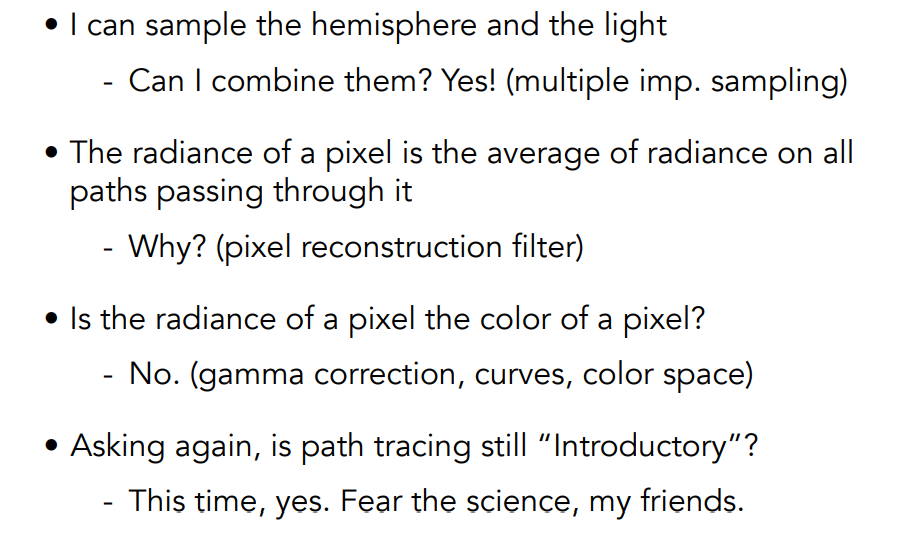 • I can sample the hemisphere and the light
- Can I combine them? Yes! (multiple imp. sampling)
• The radiance of a pixel is the average of radiance on all
paths passing through it
- Why? (pixel reconstruction filter)
• Is the radiance of a pixel the color of a pixel?
- No. (gamma correction, curves, color space)
• Asking again, is path tracing still “Introductory”?
- This time, yes. Fear the science, my friends.